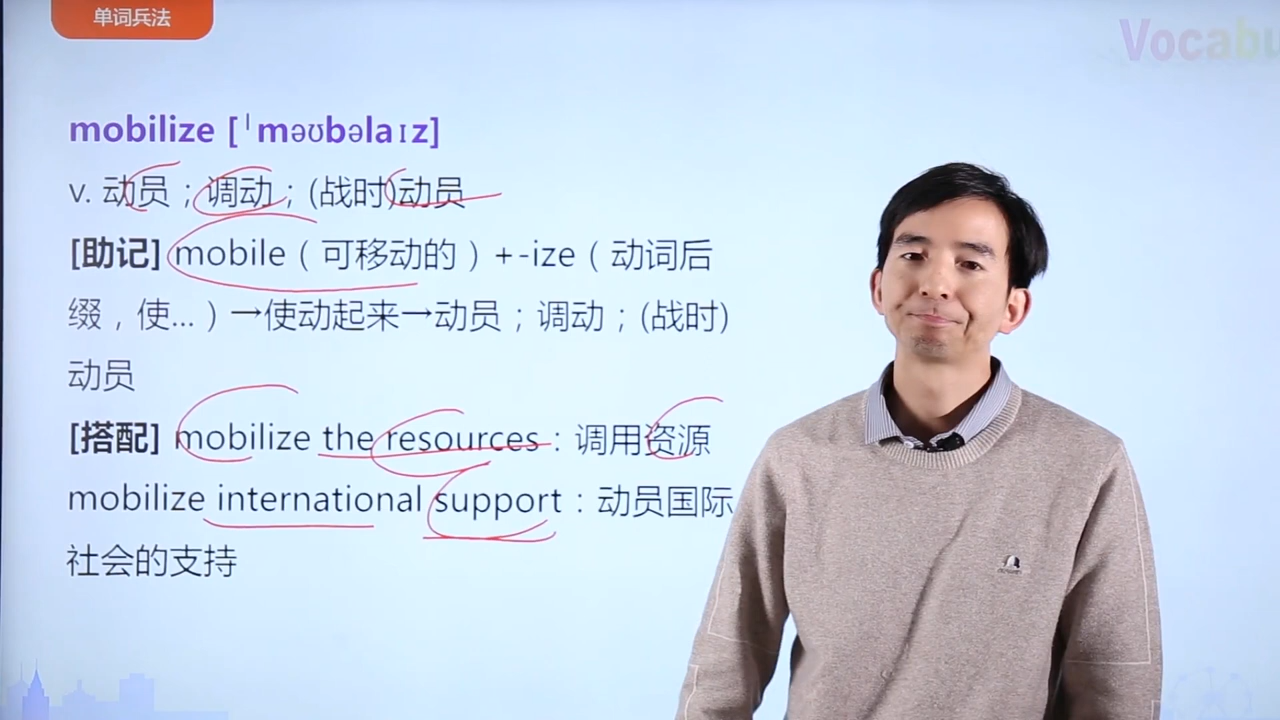 单词兵法
Vocabu
mobilize [ˈməʊbəlaɪz]
v. 动员；调动；(战时)动员
[助记] mobile（可移动的）+-ize（动词后
缀，使...）→使动起来→动员；调动；(战时)
动员
[搭配] mobilize the resources：调用资源
mobilize international support：动员国际
社会的支持